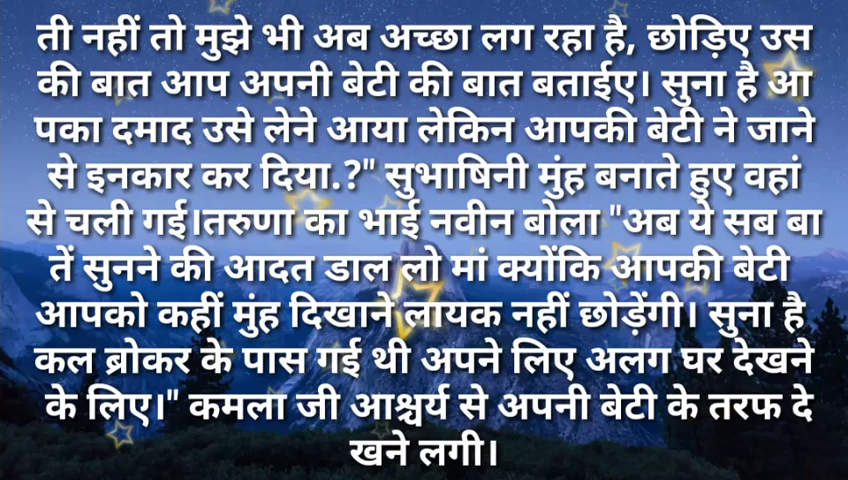 ती नहीं तो मुझे भी अब अच्छा लग रहा है, छोड़िए उस
की बात आप अपनी बेटी की बात बताईए। सुना है आ
पका दमाद उसे लेने आया लेकिन आपकी बेटी ने जाने
से इनकार कर दिया.?" सुभाषिनी मुंह बनाते हुए वहां
से चली गई।तरुणा का भाई नवीन बोला "अब ये सब बा
तें सुनने की आदत डाल लो मां क्योंकि आपकी बेटी
आपको कहीं मुंह दिखाने लायक नहीं छोड़ेंगी। सुना है
कल ब्रोकर के पास गई थी अपने लिए अलग घर देखने
के लिए।" कमला जी आश्चर्य से अपनी बेटी के तरफ दे
खने लगी।